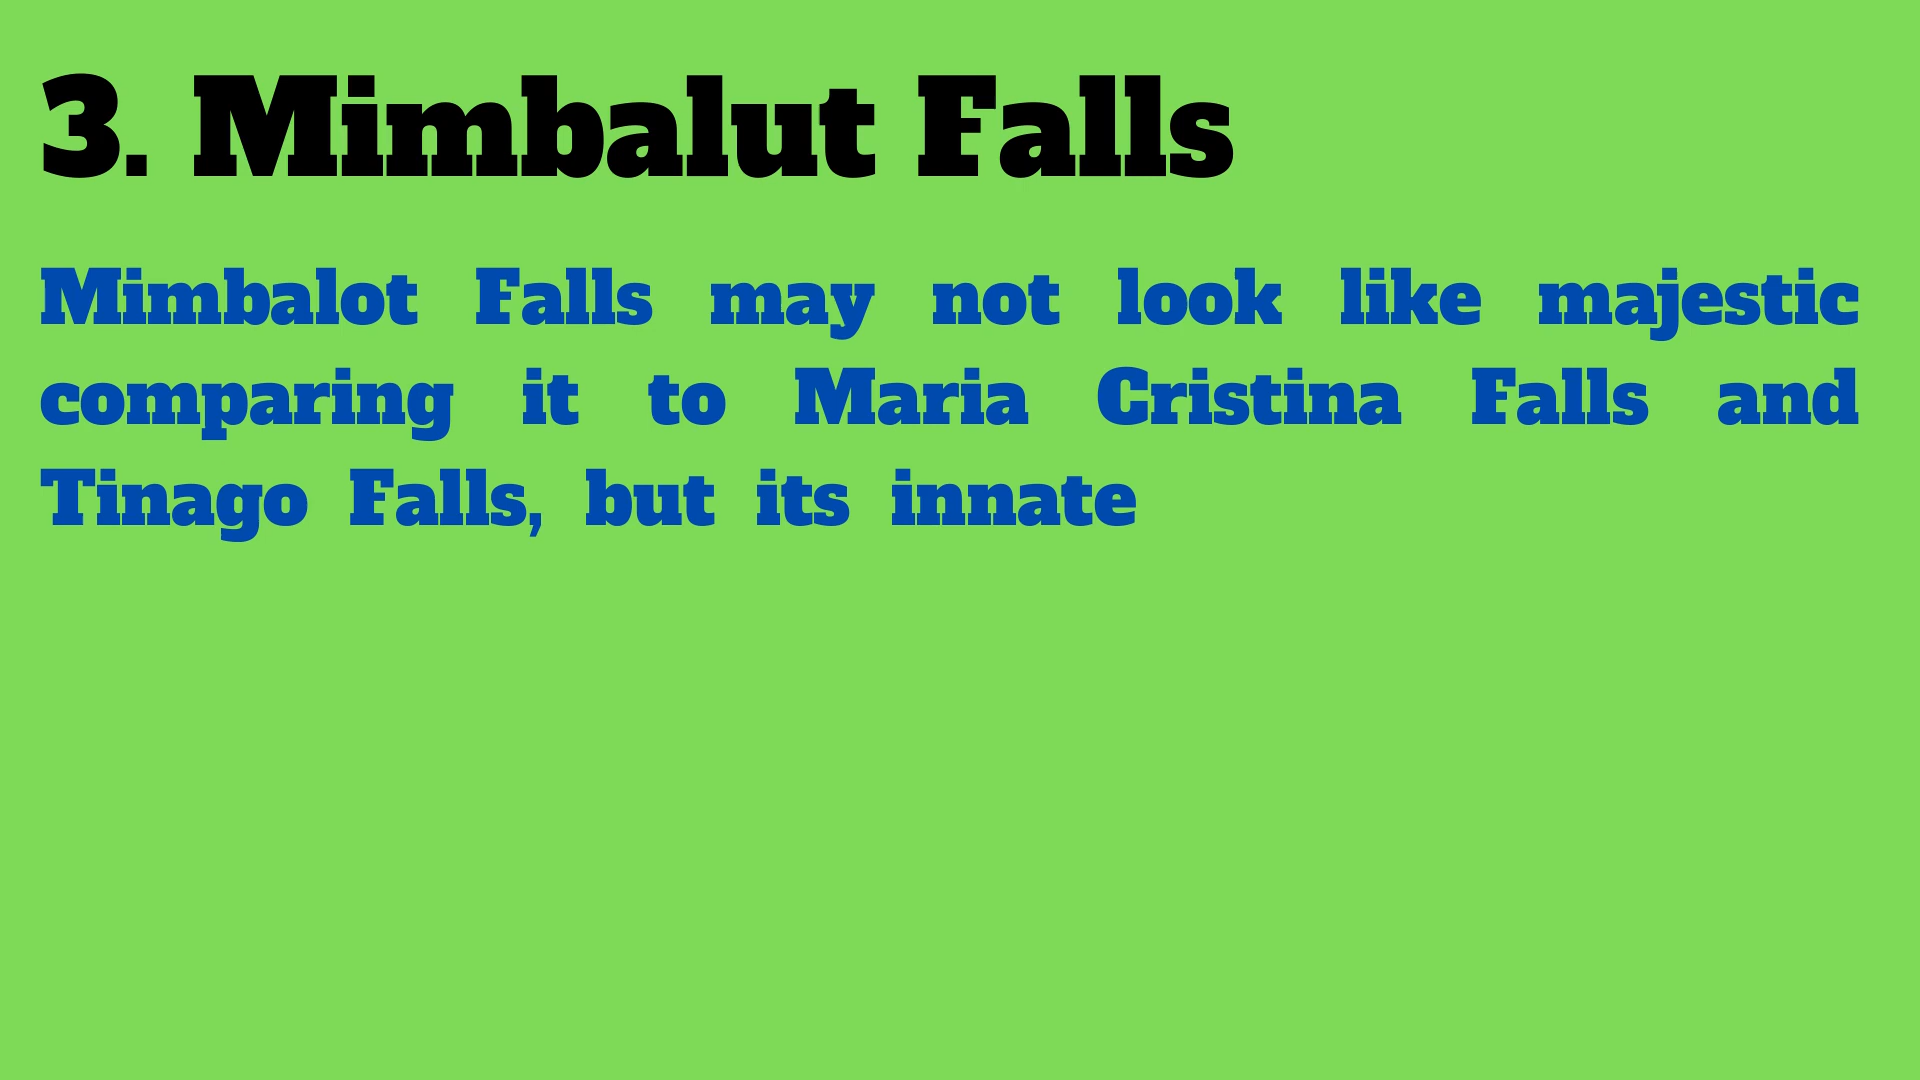 3. Mimbalut Falls
Mimbalot Falls may not look like majestic
comparing it to Maria Cristina Falls and
Tinago Falls, but its innate